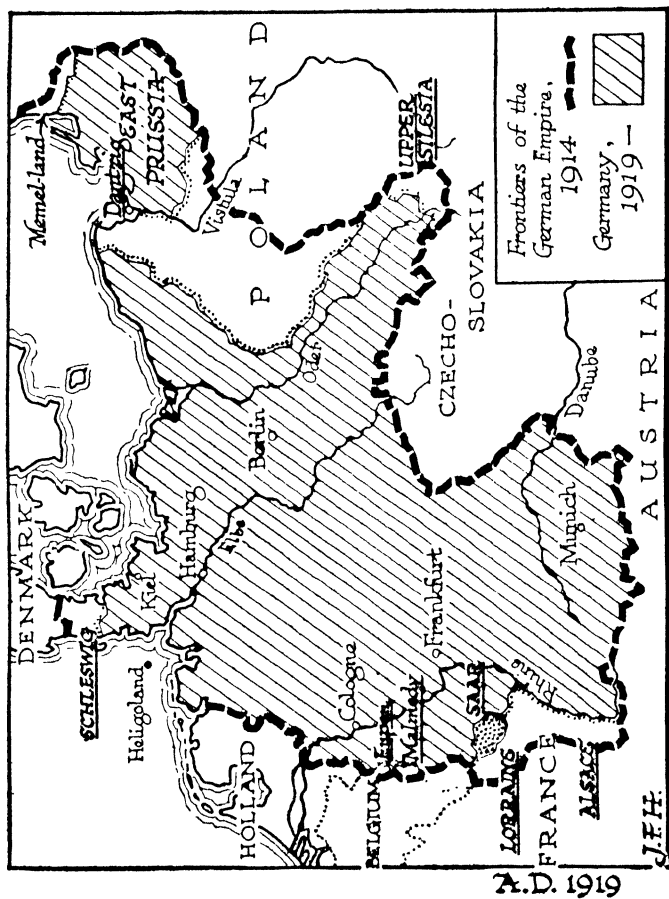 DENMARK
SCHLESWIG
Heligoland
Kiel
Hamburg
Elbe
Memel-land
Danzig
EAST
PRUSSIA
Vistula
POLAND
HOLLAND
Berlin
Oder
UPPER
SILESIA
BELGIUM
Cologne
Eupen
Malmedy
Frankfurt
CZECHO-
SLOVAKIA
LORRAINE
SAAR
Rhine
FRANCE
ALSACE
Munich
Danube
AUSTRIA
Frontiers of the
German Empire,
1914
Germany,
1919-
J.F.H.
A.D. 1919